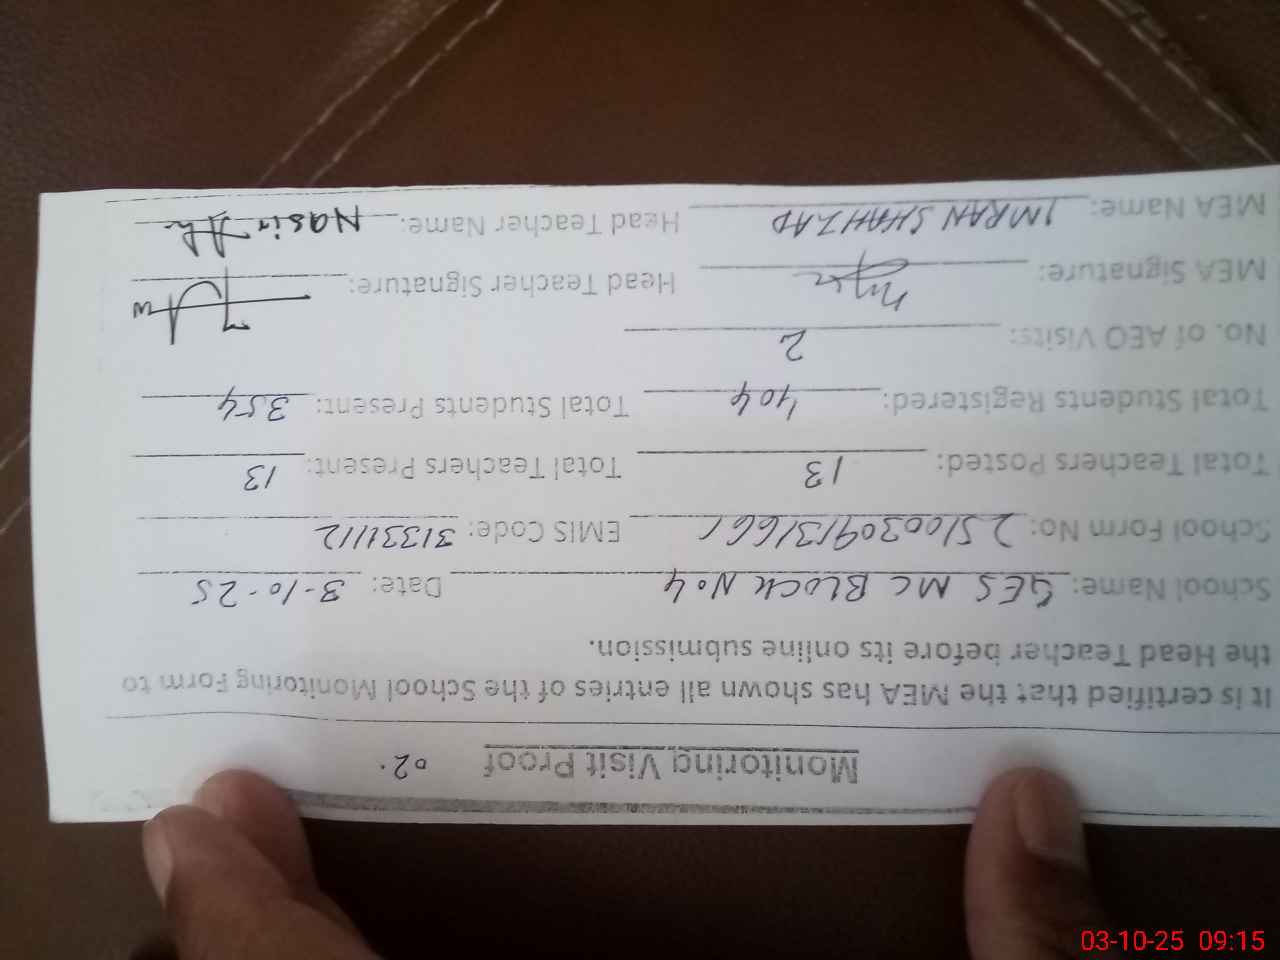 Monitoring Visit Proof 02.
It is certified that the MEA has shown all entries of the School Monitoring Form to
the Head Teacher before its online submission.
School Name: GES MC BLOCK No 4 Date: 3-10-25
School Form No: EMIS Code: 31331112
Total Teachers Posted: 13 Total Teachers Present: 13
Total Students Registered: 404 Total Students Present: 354
No. of AEO Visits: 2
MEA Signature: Head Teacher Signature:
MEA Name: IMRAN SHAHZAD Head Teacher Name: Nasir
03-10-25 09:15